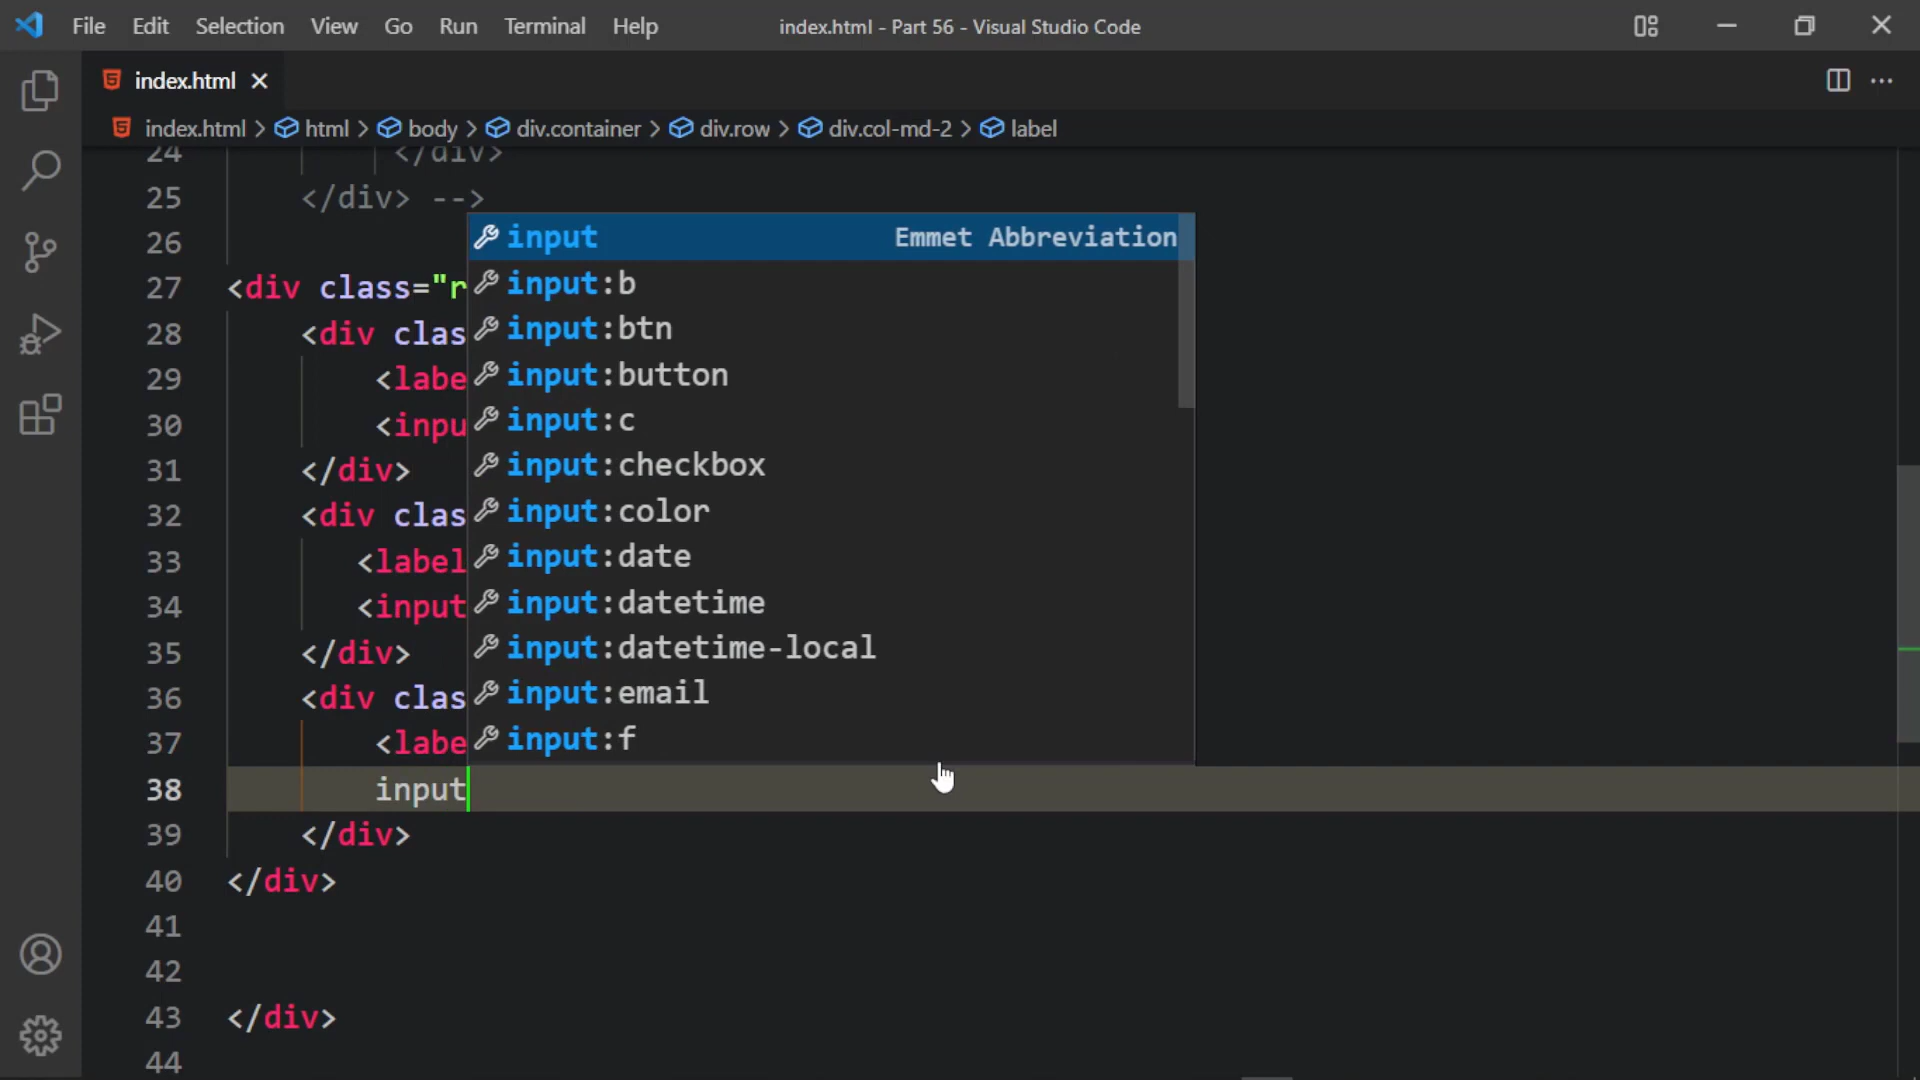 File Edit Selection View Go Run Terminal Help index.html - Part 56 - Visual Studio Code
index.html
index.html > html > body > div.container > div.row > div.col-md-2 > label
24 </div>
25 </div> -->
26
27 <div class="r
28 <div clas
29 <labe
30 <inpu
31 </div>
32 <div clas
33 <label
34 <input
35 </div>
36 <div clas
37 <labe
38 input
39 </div>
40 </div>
41
42
43 </div>
44
input Emmet Abbreviation
input:b
input:btn
input:button
input:c
input:checkbox
input:color
input:date
input:datetime
input:datetime-local
input:email
input:f